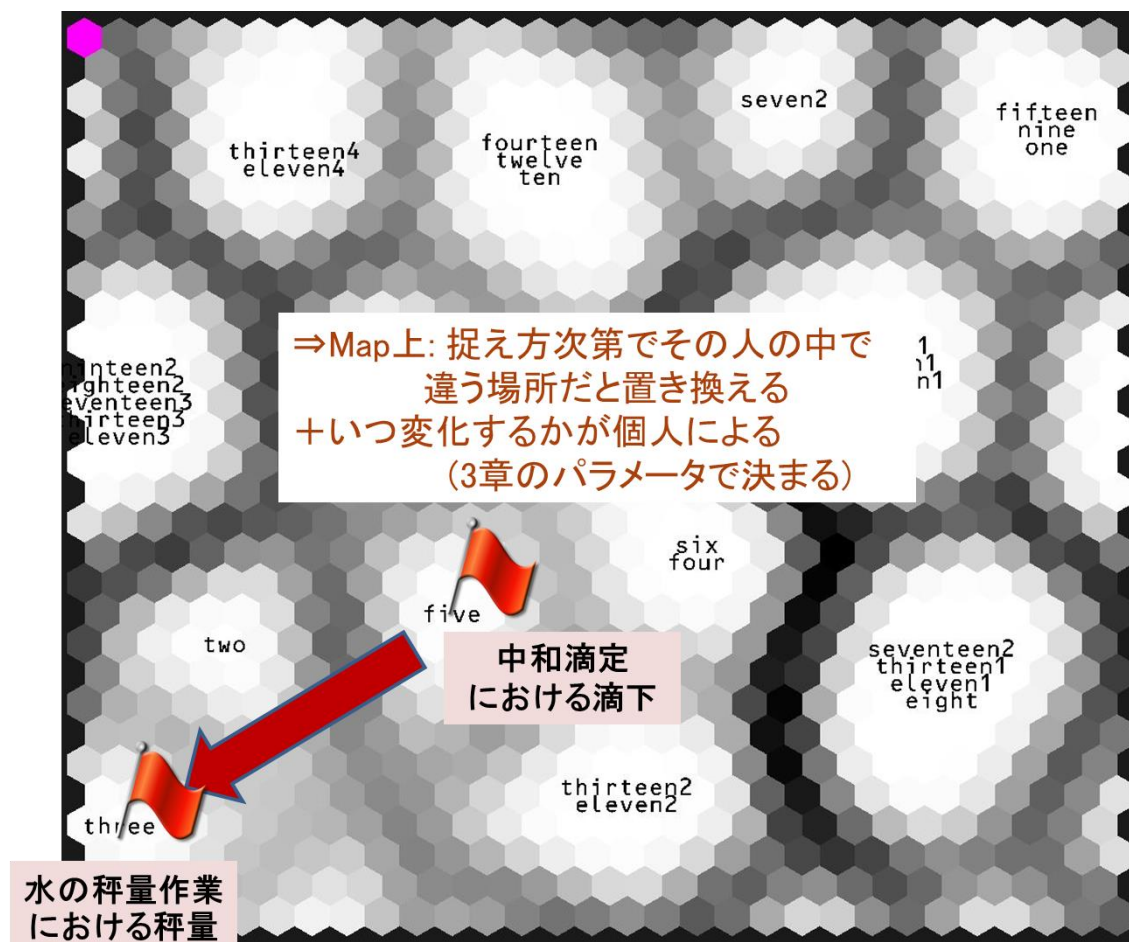 seven2
fifteen
nine
one
fourteen
twelve
ten
thirteen4
eleven4
⇒Map上: 捉え方次第でその人の中で
違う場所だと置き換える
＋いつ変化するかが個人による
(3章のパラメータで決まる)
six
four
five
two
中和滴定
における滴下
seventeen2
thirteen1
eleven1
eight
thirteen2
eleven2
three
水の秤量作業
における秤量